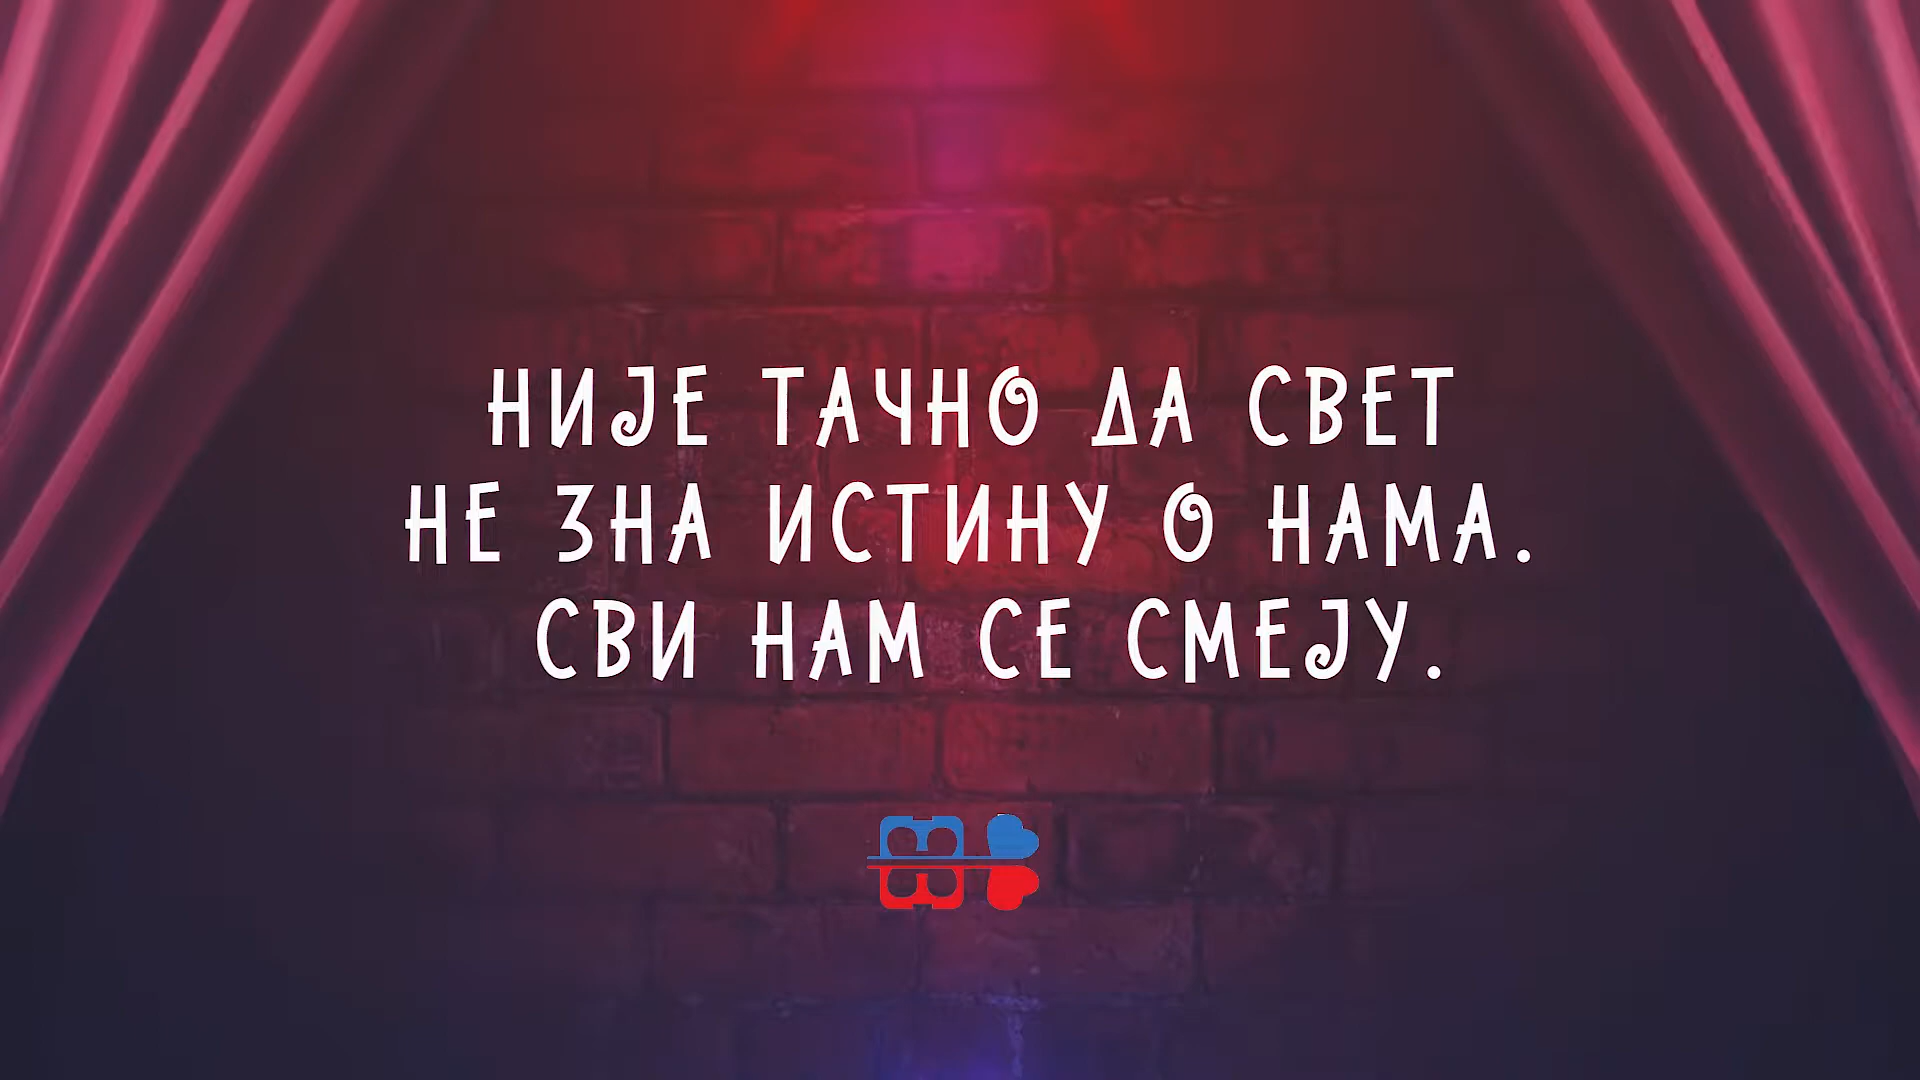 НИЈЕ ТАЧНО ДА СВЕТ
НЕ ЗНА ИСТИНУ О НАМА.
СВИ НАМ СЕ СМЕЈУ.